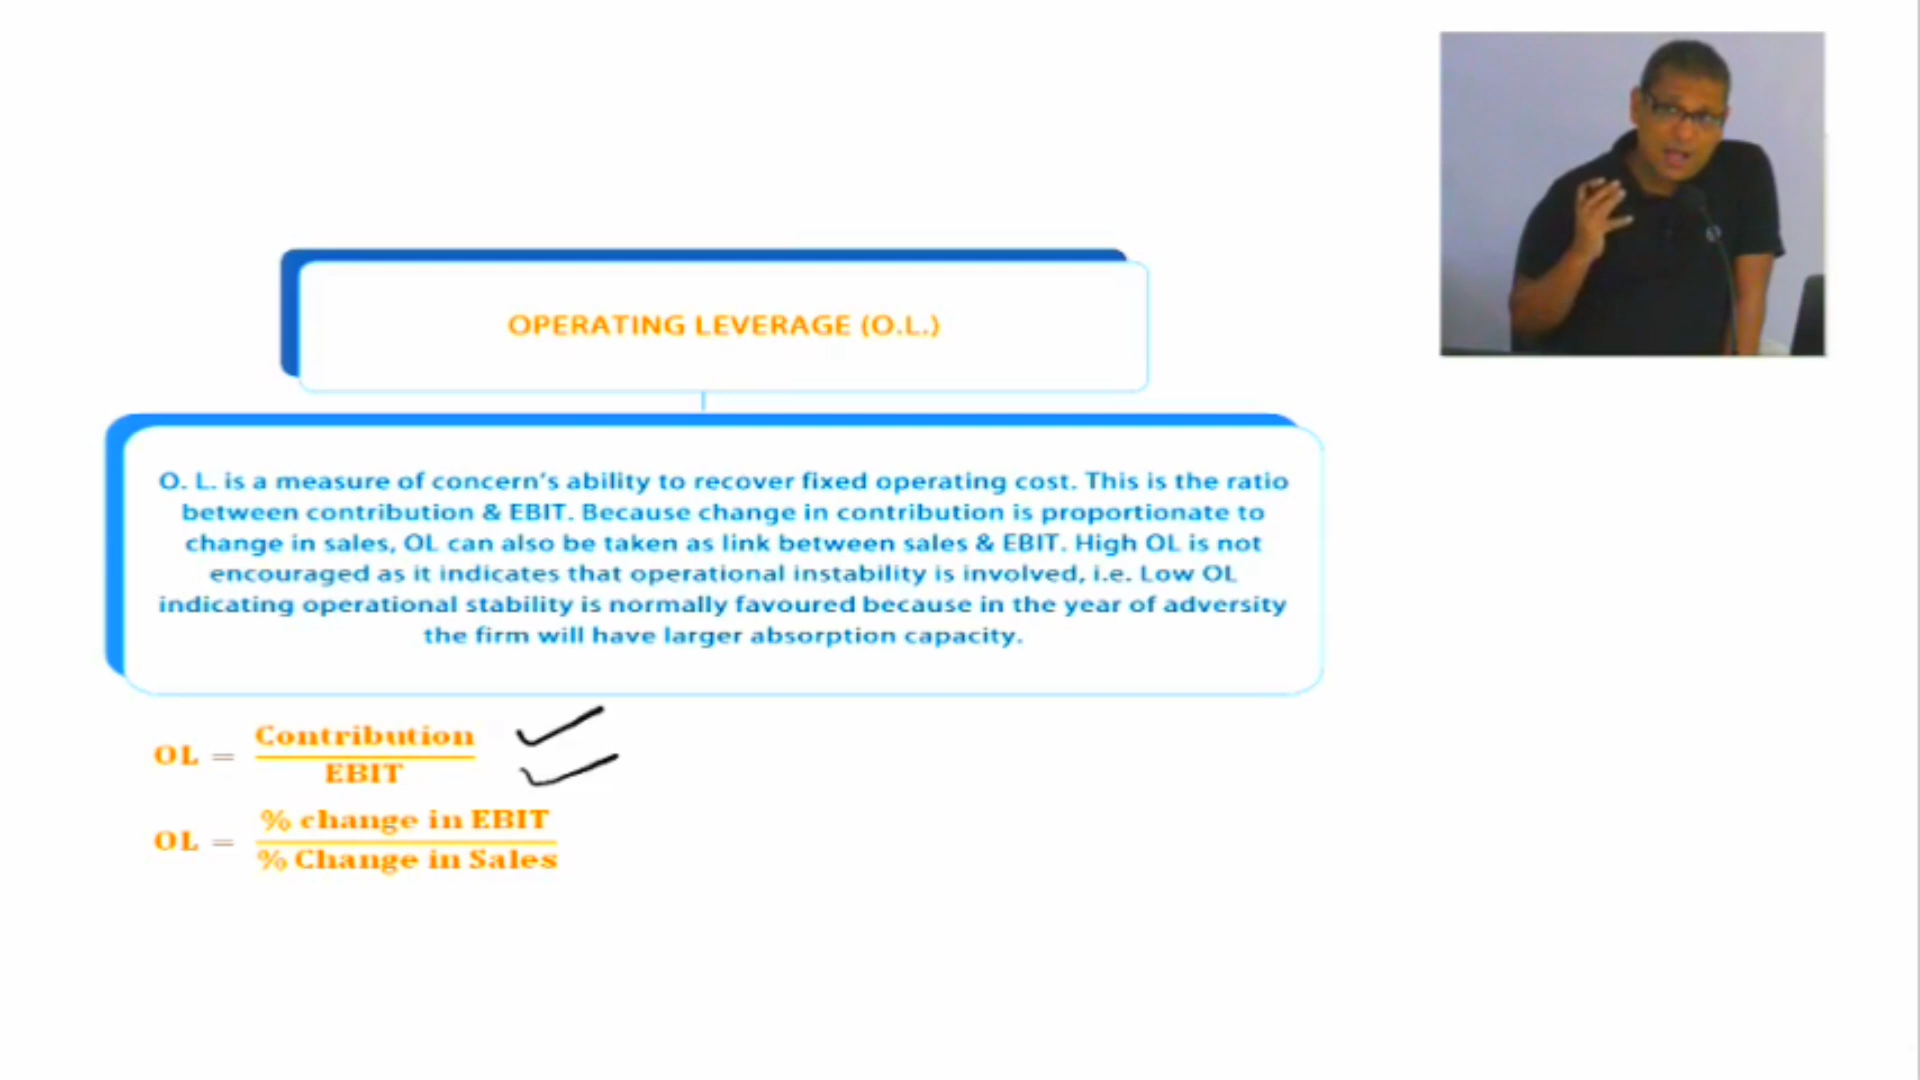 OPERATING LEVERAGE (O.L.)
O. L. is a measure of concern's ability to recover fixed operating cost. This is the ratio
between contribution & EBIT. Because change in contribution is proportionate to
change in sales, OL can also be taken as link between sales & EBIT. High OL is not
encouraged as it indicates that operational instability is involved, i.e. Low OL
indicating operational stability is normally favoured because in the year of adversity
the firm will have larger absorption capacity.
OL = Contribution / EBIT
OL = % change in EBIT / % Change in Sales